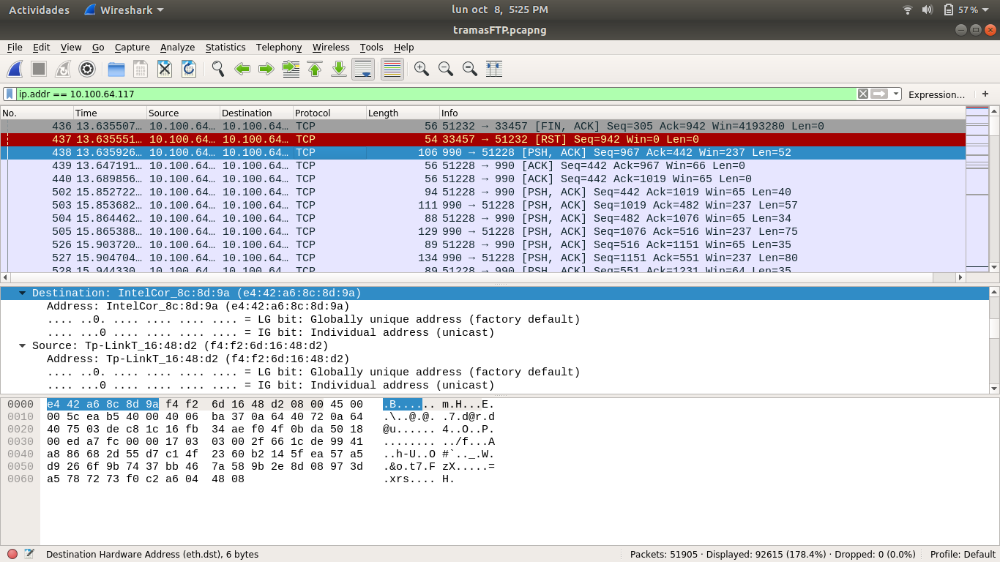 Actividades Wireshark lun oct 8, 5:25 PM 57%
tramasFTP.pcapng
File Edit View Go Capture Analyze Statistics Telephony Wireless Tools Help
ip.addr == 10.100.64.117 Expression… +
No. Time Source Destination Protocol Length Info
436 13.635507… 10.100.64… 10.100.64… TCP 56 51232 → 33457 [FIN, ACK] Seq=305 Ack=942 Win=4193280 Len=0
437 13.635551… 10.100.64… 10.100.64… TCP 54 33457 → 51232 [RST] Seq=942 Win=0 Len=0
438 13.635926… 10.100.64… 10.100.64… TCP 106 990 → 51228 [PSH, ACK] Seq=967 Ack=442 Win=237 Len=52
439 13.647191… 10.100.64… 10.100.64… TCP 56 51228 → 990 [ACK] Seq=442 Ack=967 Win=66 Len=0
440 13.689856… 10.100.64… 10.100.64… TCP 56 51228 → 990 [ACK] Seq=442 Ack=1019 Win=65 Len=0
502 15.852722… 10.100.64… 10.100.64… TCP 94 51228 → 990 [PSH, ACK] Seq=442 Ack=1019 Win=65 Len=40
503 15.853682… 10.100.64… 10.100.64… TCP 111 990 → 51228 [PSH, ACK] Seq=1019 Ack=482 Win=237 Len=57
504 15.864462… 10.100.64… 10.100.64… TCP 88 51228 → 990 [PSH, ACK] Seq=482 Ack=1076 Win=65 Len=34
505 15.865388… 10.100.64… 10.100.64… TCP 129 990 → 51228 [PSH, ACK] Seq=1076 Ack=516 Win=237 Len=75
526 15.903720… 10.100.64… 10.100.64… TCP 89 51228 → 990 [PSH, ACK] Seq=516 Ack=1151 Win=65 Len=35
527 15.904704… 10.100.64… 10.100.64… TCP 134 990 → 51228 [PSH, ACK] Seq=1151 Ack=551 Win=237 Len=80
528 15.944330… 10.100.64… 10.100.64… TCP 89 51228 → 990 [PSH, ACK] Seq=551 Ack=1231 Win=64 Len=35
Destination: IntelCor_8c:8d:9a (e4:42:a6:8c:8d:9a)
Address: IntelCor_8c:8d:9a (e4:42:a6:8c:8d:9a)
.... ..0. .... .... .... .... = LG bit: Globally unique address (factory default)
.... ...0 .... .... .... .... = IG bit: Individual address (unicast)
Source: Tp-LinkT_16:48:d2 (f4:f2:6d:16:48:d2)
Address: Tp-LinkT_16:48:d2 (f4:f2:6d:16:48:d2)
.... ..0. .... .... .... .... = LG bit: Globally unique address (factory default)
.... ...0 .... .... .... .... = IG bit: Individual address (unicast)
0000 e4 42 a6 8c 8d 9a f4 f2 6d 16 48 d2 08 00 45 00 .B...... m.H...E.
0010 00 5c ea b5 40 00 40 06 ba 37 0a 64 40 72 0a 64 .\..@.@. .7.d@r.d
0020 40 75 03 de c8 1c 16 fb 34 ae f0 4f 0b da 50 18 @u...... 4..O..P.
0030 00 ed a7 fc 00 00 17 03 03 00 2f 66 1c de 99 41 ........ ../f...A
0040 a8 86 68 2d 55 d7 c1 4f 23 60 b2 14 5f ea 57 a5 ..h-U..O #`.._.W.
0050 d9 26 6f 9b 74 37 bb 46 7a 58 9b 2e 8d 08 97 3d .&o.t7.F zX.....=
0060 a5 78 72 73 f0 c2 a6 04 48 08 .xrs.... H.
Destination Hardware Address (eth.dst), 6 bytes Packets: 51905 · Displayed: 92615 (178.4%) · Dropped: 0 (0.0%) Profile: Default